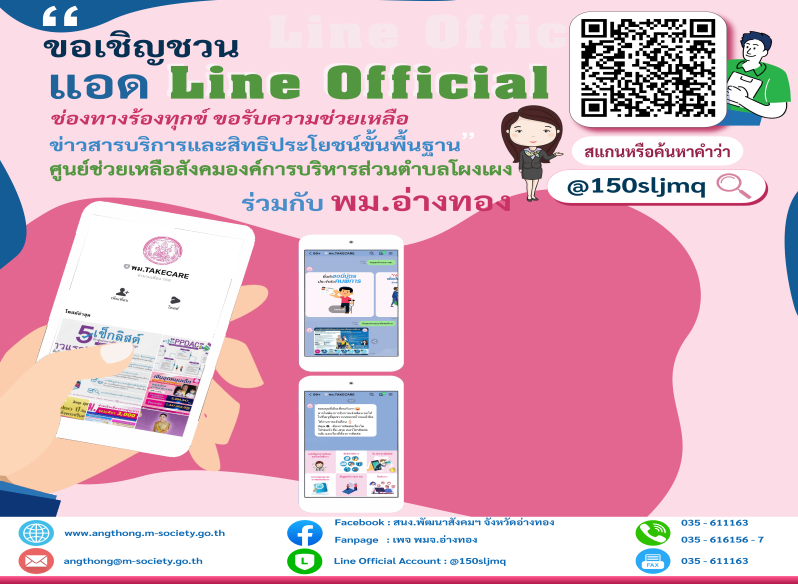 “
ขอเชิญชวน
Line Offic
แอด Line Official
ช่องทางร้องทุกข์ ขอรับความช่วยเหลือ
ข่าวสารบริการและสิทธิประโยชน์ขั้นพื้นฐาน”
ศูนย์ช่วยเหลือสังคมองค์การบริหารส่วนตำบลโผงเผง
ร่วมกับ พม.อ่างทอง
สแกนหรือค้นหาคำว่า
@150sljmq
พม.TAKECARE
โพสต์ล่าสุด
5 เช็กลิสต์
www.angthong.m-society.go.th
angthong@m-society.go.th
Facebook : สนง.พัฒนาสังคมฯ จังหวัดอ่างทอง
Fanpage : เพจ พมจ.อ่างทอง
L
Line Official Account : @150sljmq
035 - 611163
035 - 616156 - 7
FAX
035 - 611163